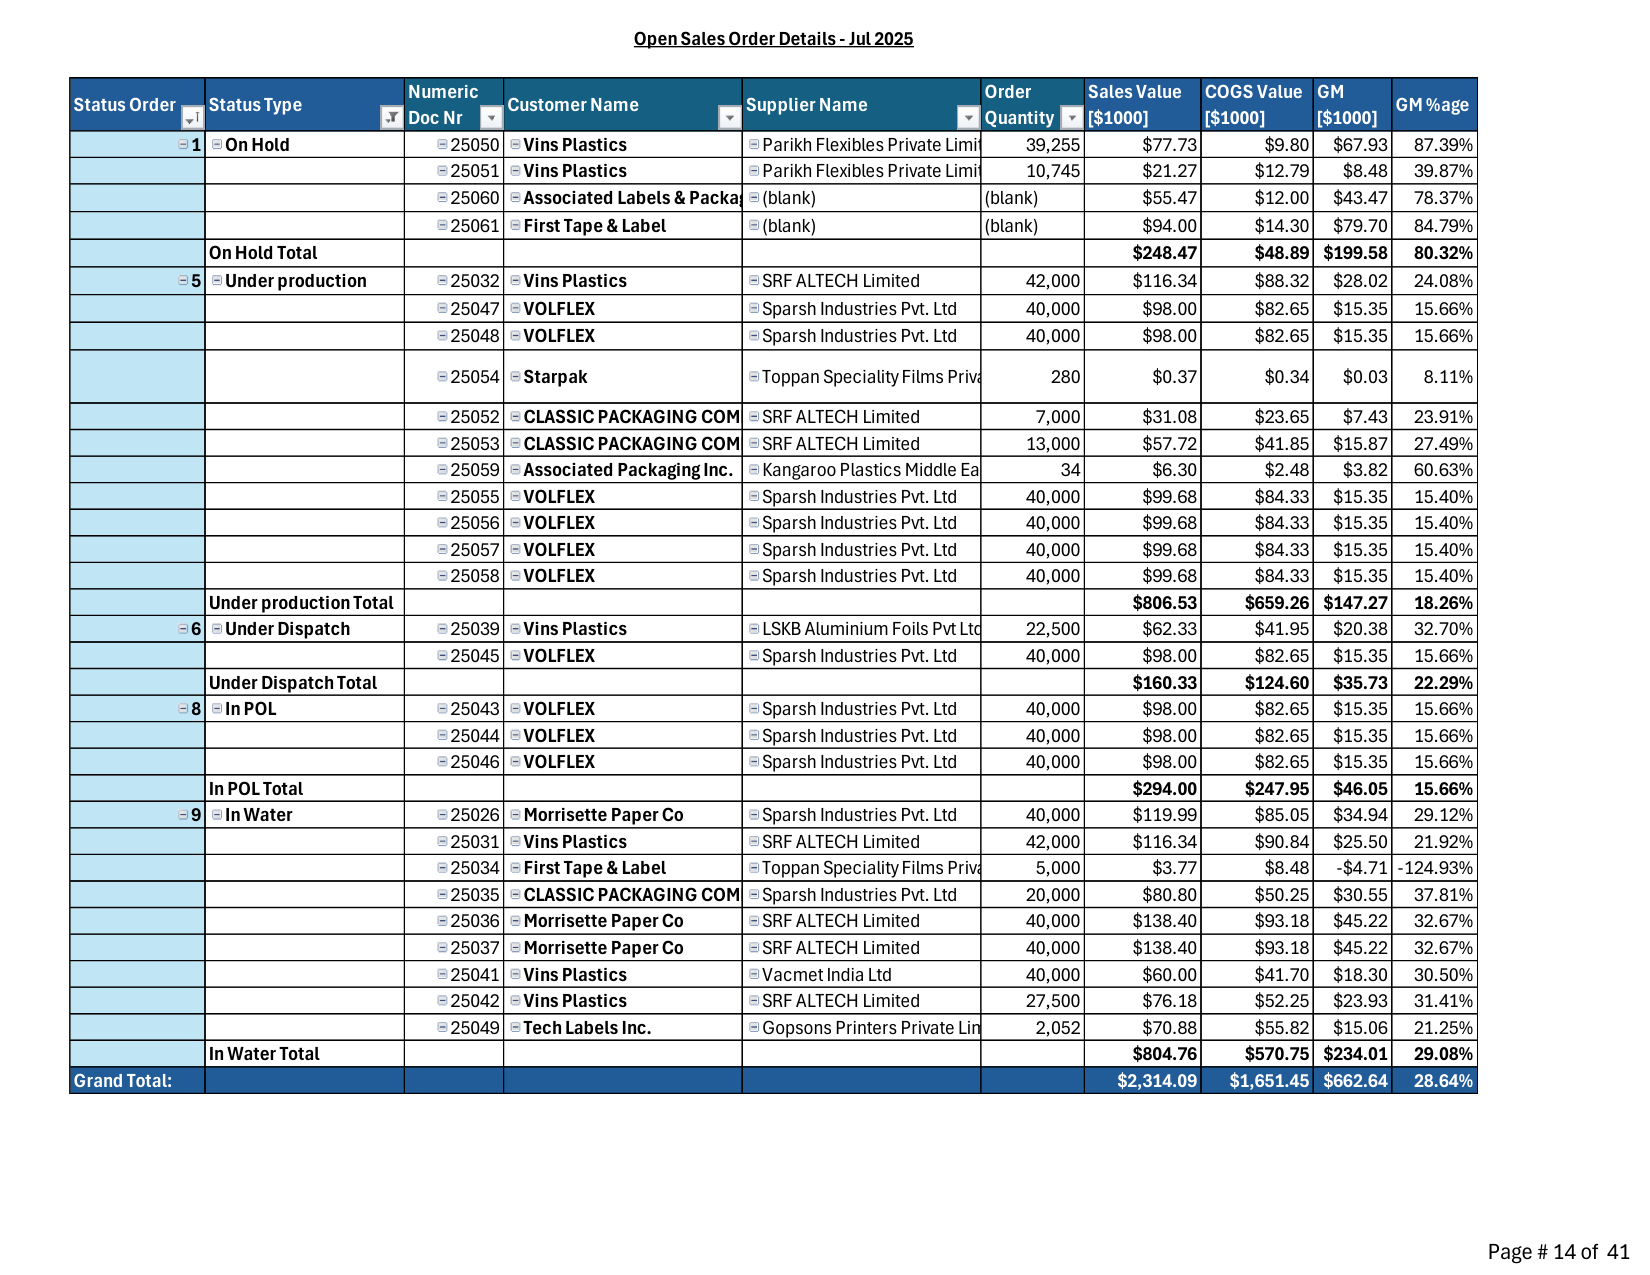 Open Sales Order Details - Jul 2025
Status Order Status Type Numeric Doc Nr Customer Name Supplier Name Order Quantity Sales Value [$1000] COGS Value [$1000] GM [$1000] GM %age
1 On Hold 25050 Vins Plastics Parikh Flexibles Private Limit 39,255 $77.73 $9.80 $67.93 87.39%
25051 Vins Plastics Parikh Flexibles Private Limit 10,745 $21.27 $12.79 $8.48 39.87%
25060 Associated Labels & Packag (blank) (blank) $55.47 $12.00 $43.47 78.37%
25061 First Tape & Label (blank) (blank) $94.00 $14.30 $79.70 84.79%
On Hold Total $248.47 $48.89 $199.58 80.32%
5 Under production 25032 Vins Plastics SRF ALTECH Limited 42,000 $116.34 $88.32 $28.02 24.08%
25047 VOLFLEX Sparsh Industries Pvt. Ltd 40,000 $98.00 $82.65 $15.35 15.66%
25048 VOLFLEX Sparsh Industries Pvt. Ltd 40,000 $98.00 $82.65 $15.35 15.66%
25054 Starpak Toppan Speciality Films Priva 280 $0.37 $0.34 $0.03 8.11%
25052 CLASSIC PACKAGING COM SRF ALTECH Limited 7,000 $31.08 $23.65 $7.43 23.91%
25053 CLASSIC PACKAGING COM SRF ALTECH Limited 13,000 $57.72 $41.85 $15.87 27.49%
25059 Associated Packaging Inc. Kangaroo Plastics Middle Ea 34 $6.30 $2.48 $3.82 60.63%
25055 VOLFLEX Sparsh Industries Pvt. Ltd 40,000 $99.68 $84.33 $15.35 15.40%
25056 VOLFLEX Sparsh Industries Pvt. Ltd 40,000 $99.68 $84.33 $15.35 15.40%
25057 VOLFLEX Sparsh Industries Pvt. Ltd 40,000 $99.68 $84.33 $15.35 15.40%
25058 VOLFLEX Sparsh Industries Pvt. Ltd 40,000 $99.68 $84.33 $15.35 15.40%
Under production Total $806.53 $659.26 $147.27 18.26%
6 Under Dispatch 25039 Vins Plastics LSKB Aluminium Foils Pvt Ltd 22,500 $62.33 $41.95 $20.38 32.70%
25045 VOLFLEX Sparsh Industries Pvt. Ltd 40,000 $98.00 $82.65 $15.35 15.66%
Under Dispatch Total $160.33 $124.60 $35.73 22.29%
8 In POL 25043 VOLFLEX Sparsh Industries Pvt. Ltd 40,000 $98.00 $82.65 $15.35 15.66%
25044 VOLFLEX Sparsh Industries Pvt. Ltd 40,000 $98.00 $82.65 $15.35 15.66%
25046 VOLFLEX Sparsh Industries Pvt. Ltd 40,000 $98.00 $82.65 $15.35 15.66%
In POL Total $294.00 $247.95 $46.05 15.66%
9 In Water 25026 Morrisette Paper Co Sparsh Industries Pvt. Ltd 40,000 $119.99 $85.05 $34.94 29.12%
25031 Vins Plastics SRF ALTECH Limited 42,000 $116.34 $90.84 $25.50 21.92%
25034 First Tape & Label Toppan Speciality Films Priva 5,000 $3.77 $8.48 -$4.71 -124.93%
25035 CLASSIC PACKAGING COM Sparsh Industries Pvt. Ltd 20,000 $80.80 $50.25 $30.55 37.81%
25036 Morrisette Paper Co SRF ALTECH Limited 40,000 $138.40 $93.18 $45.22 32.67%
25037 Morrisette Paper Co SRF ALTECH Limited 40,000 $138.40 $93.18 $45.22 32.67%
25041 Vins Plastics Vacmet India Ltd 40,000 $60.00 $41.70 $18.30 30.50%
25042 Vins Plastics SRF ALTECH Limited 27,500 $76.18 $52.25 $23.93 31.41%
25049 Tech Labels Inc. Gopsons Printers Private Lin 2,052 $70.88 $55.82 $15.06 21.25%
In Water Total $804.76 $570.75 $234.01 29.08%
Grand Total: $2,314.09 $1,651.45 $662.64 28.64%
Page # 14 of 41